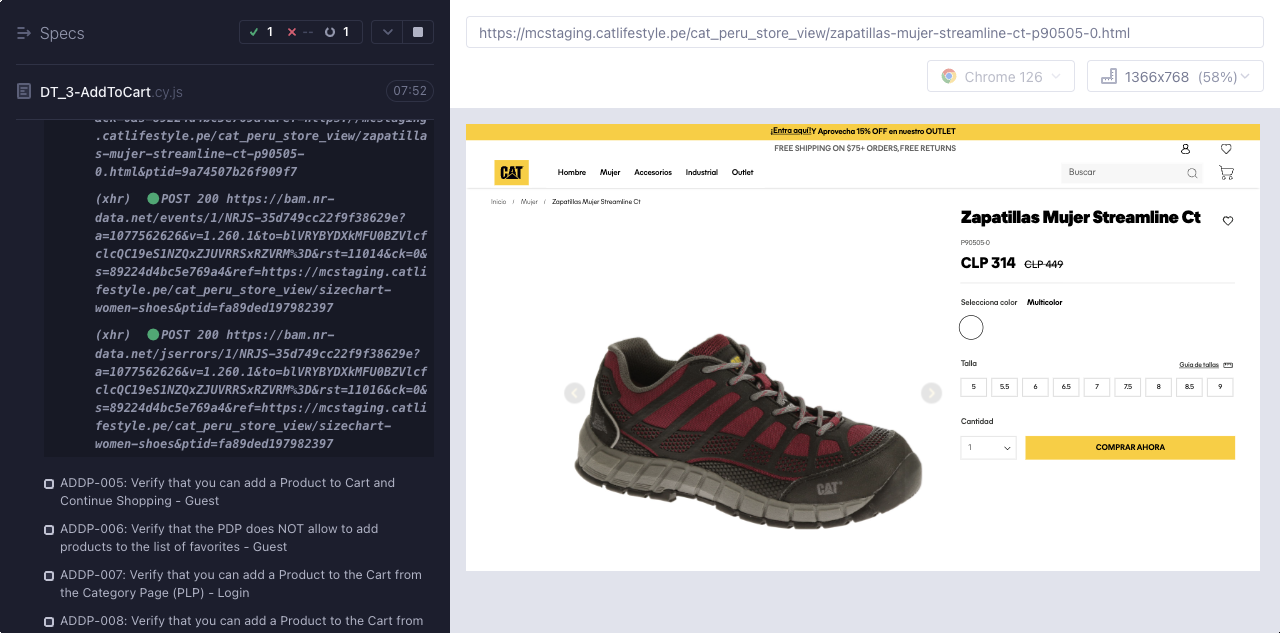 Specs
1
--
1
DT_3-AddToCart.cy.js
07:52
.catlifestyle.pe/cat_peru_store_view/zapatilla
s-mujer-streamline-ct-p90505-
0.html&ptid=9a74507b26f909f7
(xhr) POST 200 https://bam.nr-
data.net/events/1/NRJS-35d749cc22f9f38629e?
a=1077562626&v=1.260.1&to=blVRYBYDXkMFU0BZVlcf
clcQC19eS1NZQxZJUVRRSxRZVRM%3D&rst=11014&ck=0&
s=89224d4bc5e769a4&ref=https://mcstaging.catli
festyle.pe/cat_peru_store_view/sizechart-
women-shoes&ptid=fa89ded197982397
(xhr) POST 200 https://bam.nr-
data.net/jserrors/1/NRJS-35d749cc22f9f38629e?
a=1077562626&v=1.260.1&to=blVRYBYDXkMFU0BZVlcf
clcQC19eS1NZQxZJUVRRSxRZVRM%3D&rst=11016&ck=0&
s=89224d4bc5e769a4&ref=https://mcstaging.catli
festyle.pe/cat_peru_store_view/sizechart-
women-shoes&ptid=fa89ded197982397
ADDP-005: Verify that you can add a Product to Cart and
Continue Shopping - Guest
ADDP-006: Verify that the PDP does NOT allow to add
products to the list of favorites - Guest
ADDP-007: Verify that you can add a Product to the Cart from
the Category Page (PLP) - Login
ADDP-008: Verify that you can add a Product to the Cart from
https://mcstaging.catlifestyle.pe/cat_peru_store_view/zapatillas-mujer-streamline-ct-p90505-0.html
Chrome 126
1366x768 (58%)
¡Entra aquí!Y Aprovecha 15% OFF en nuestro OUTLET
FREE SHIPPING ON $75+ ORDERS,FREE RETURNS
CAT
Hombre Mujer Accesorios Industrial Outlet
Buscar
Inicio / Mujer / Zapatillas Mujer Streamline Ct
Zapatillas Mujer Streamline Ct
P90505-0
CLP 314 CLP 449
Selecciona color Multicolor
Talla
Guia de tallas
5 5.5 6 6.5 7 7.5 8 8.5 9
Cantidad
1
COMPRAR AHORA
CAT